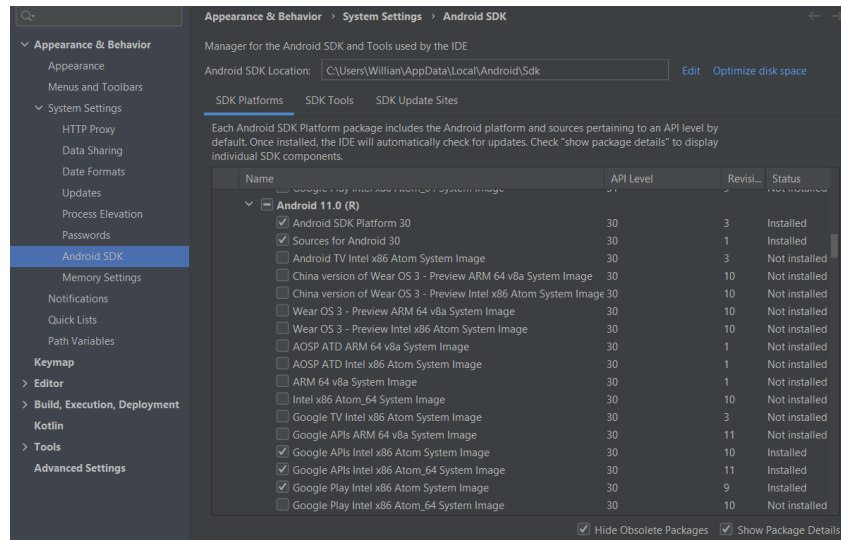 Appearance & Behavior › System Settings › Android SDK
Appearance & Behavior
Appearance
Menus and Toolbars
System Settings
HTTP Proxy
Data Sharing
Date Formats
Updates
Process Elevation
Passwords
Android SDK
Memory Settings
Notifications
Quick Lists
Path Variables
Keymap
Editor
Build, Execution, Deployment
Kotlin
Tools
Advanced Settings
Manager for the Android SDK and Tools used by the IDE
Android SDK Location: C:\Users\Willian\AppData\Local\Android\Sdk Edit Optimize disk space
SDK Platforms SDK Tools SDK Update Sites
Each Android SDK Platform package includes the Android platform and sources pertaining to an API level by
default. Once installed, the IDE will automatically check for updates. Check "show package details" to display
individual SDK components.
Name API Level Revisi... Status
Android 11.0 (R)
Android SDK Platform 30 30 3 Installed
Sources for Android 30 30 1 Installed
Android TV Intel x86 Atom System Image 30 3 Not installed
China version of Wear OS 3 - Preview ARM 64 v8a System Image 30 10 Not installed
China version of Wear OS 3 - Preview Intel x86 Atom System Image 30 10 Not installed
Wear OS 3 - Preview ARM 64 v8a System Image 30 10 Not installed
Wear OS 3 - Preview Intel x86 Atom System Image 30 10 Not installed
AOSP ATD ARM 64 v8a System Image 30 1 Not installed
AOSP ATD Intel x86 Atom System Image 30 1 Not installed
ARM 64 v8a System Image 30 1 Not installed
Intel x86 Atom_64 System Image 30 10 Not installed
Google TV Intel x86 Atom System Image 30 3 Not installed
Google APIs ARM 64 v8a System Image 30 11 Not installed
Google APIs Intel x86 Atom System Image 30 10 Installed
Google APIs Intel x86 Atom_64 System Image 30 11 Installed
Google Play Intel x86 Atom System Image 30 9 Installed
Google Play Intel x86 Atom_64 System Image 30 10 Not installed
Hide Obsolete Packages Show Package Details